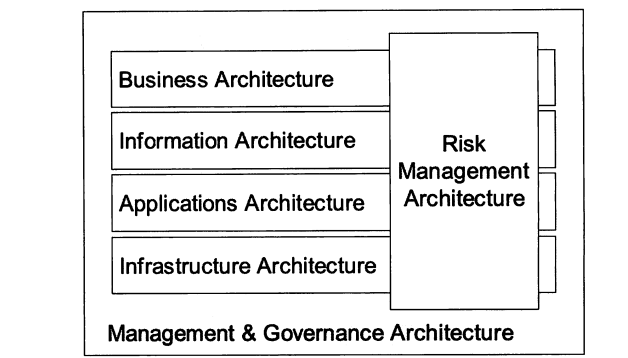 Business Architecture
Information Architecture
Applications Architecture
Infrastructure Architecture
Risk
Management
Architecture
Management & Governance Architecture